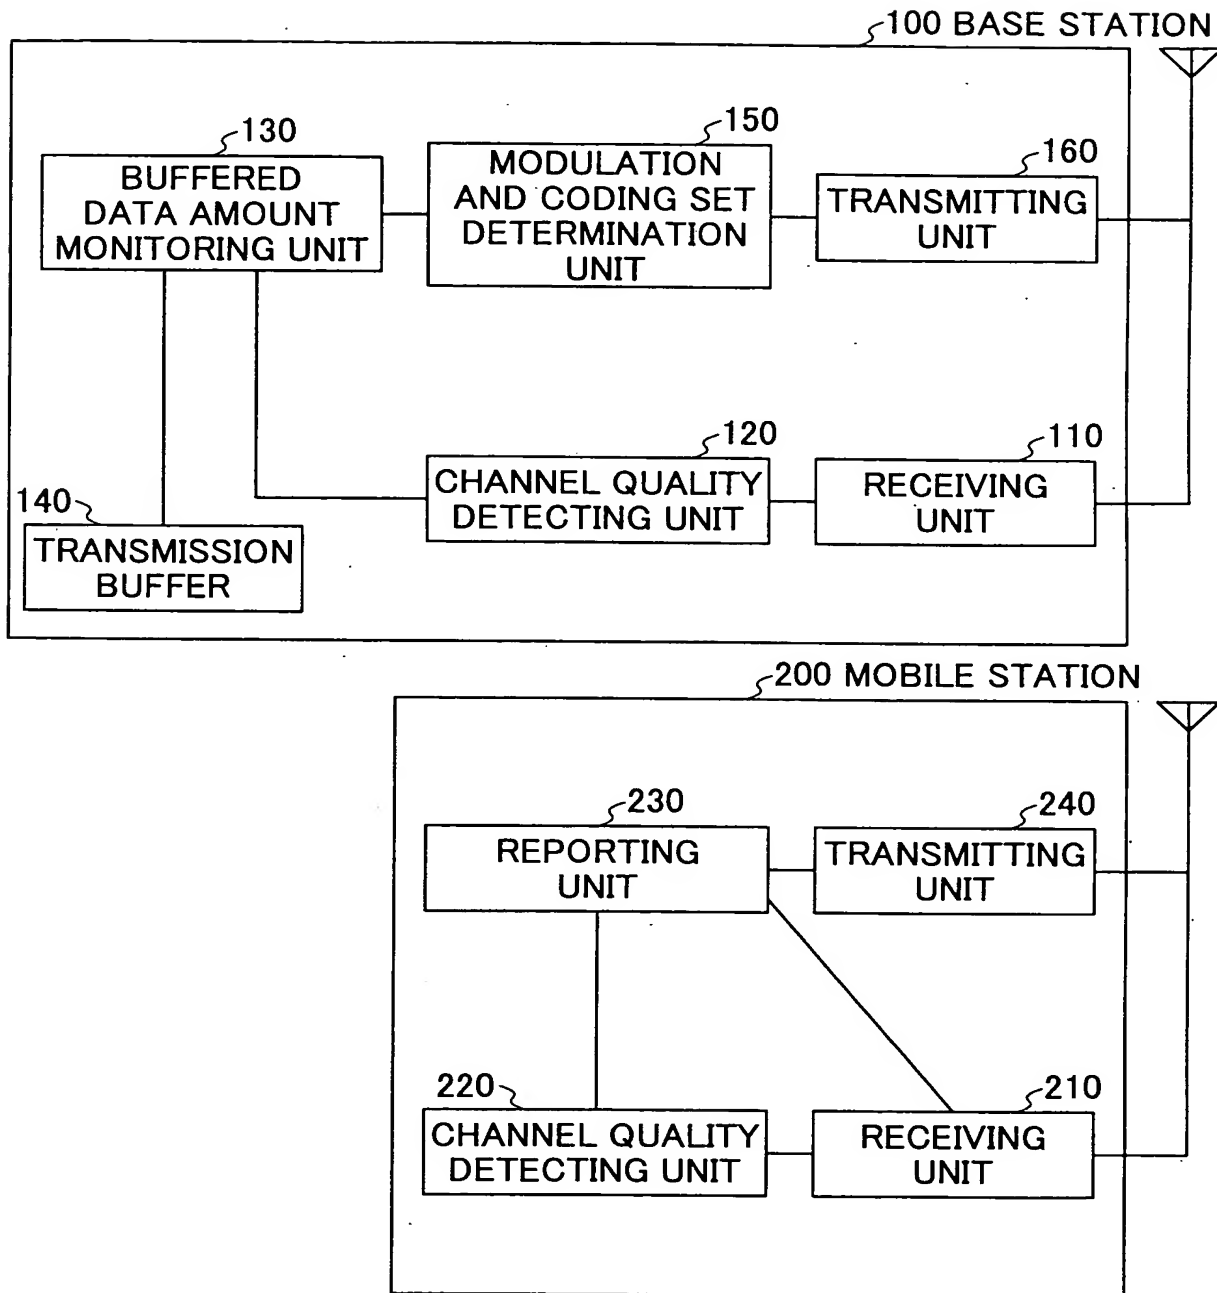 100 BASE STATION
130
BUFFERED
DATA AMOUNT
MONITORING UNIT
150
MODULATION
AND CODING SET
DETERMINATION
UNIT
160
TRANSMITTING
UNIT
120
CHANNEL QUALITY
DETECTING UNIT
110
RECEIVING
UNIT
140
TRANSMISSION
BUFFER
200 MOBILE STATION
230
REPORTING
UNIT
240
TRANSMITTING
UNIT
220
CHANNEL QUALITY
DETECTING UNIT
210
RECEIVING
UNIT